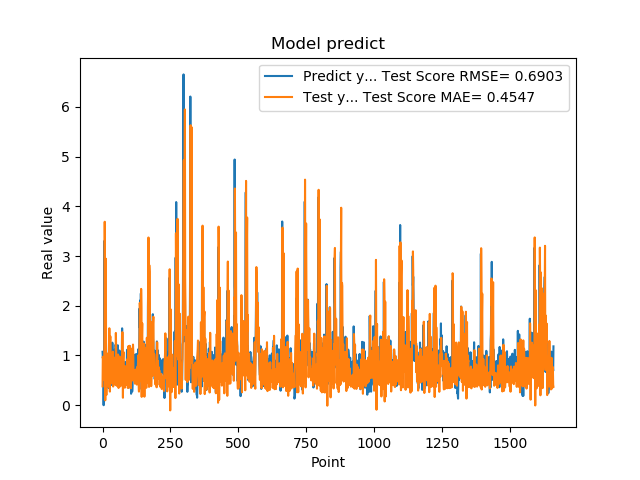 Model predict
Predict y... Test Score RMSE= 0.6903
Test y... Test Score MAE= 0.4547
Real value
6
5
4
3
2
1
0
0 250 500 750 1000 1250 1500
Point